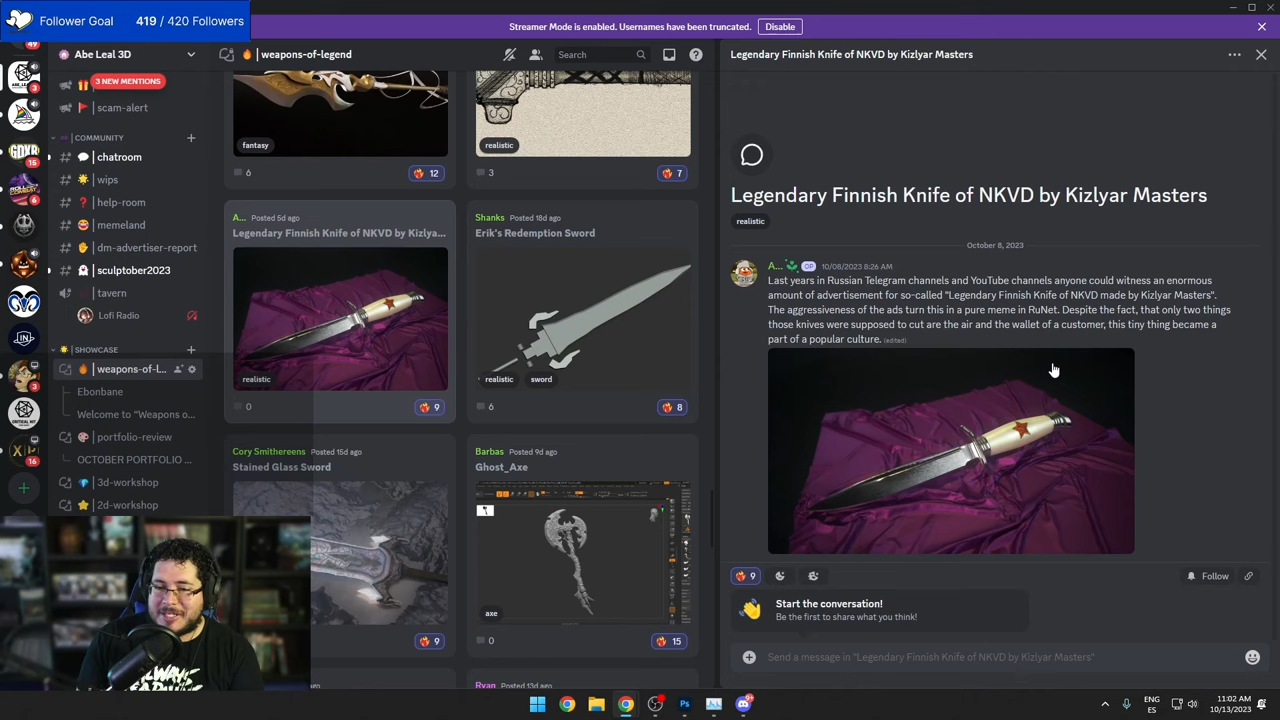 Follower Goal 419 / 420 Followers
Streamer Mode is enabled. Usernames have been truncated. Disable
Abe Leal 3D
3 NEW MENTIONS
scam-alert
COMMUNITY
chatroom
wips
help-room
memeland
dm-advertiser-report
sculptober2023
tavern
Lofi Radio
SHOWCASE
weapons-of-l...
Ebonbane
Welcome to "Weapons o...
portfolio-review
OCTOBER PORTFOLIO ...
3d-workshop
2d-workshop
49
3
15
6
3
16
weapons-of-legend
Search
fantasy
6
12
realistic
3
7
A... Posted 5d ago
Legendary Finnish Knife of NKVD by Kizlya...
realistic
0
9
Shanks Posted 18d ago
Erik's Redemption Sword
realistic sword
6
8
Cory Smithereens Posted 15d ago
Stained Glass Sword
9
Barbas Posted 9d ago
Ghost_Axe
axe
0
15
Ryan Posted 13d ago
Legendary Finnish Knife of NKVD by Kizlyar Masters
Legendary Finnish Knife of NKVD by Kizlyar Masters
realistic
October 8, 2023
A... OP 10/08/2023 8:26 AM
Last years in Russian Telegram channels and YouTube channels anyone could witness an enormous
amount of advertisement for so-called "Legendary Finnish Knife of NKVD made by Kizlyar Masters".
The aggressiveness of the ads turn this in a pure meme in RuNet. Despite the fact, that only two things
those knives were supposed to cut are the air and the wallet of a customer, this tiny thing became a
part of a popular culture. (edited)
9
Follow
Start the conversation!
Be the first to share what you think!
Send a message in "Legendary Finnish Knife of NKVD by Kizlyar Masters"
ENG
ES
11:02 AM
10/13/2023